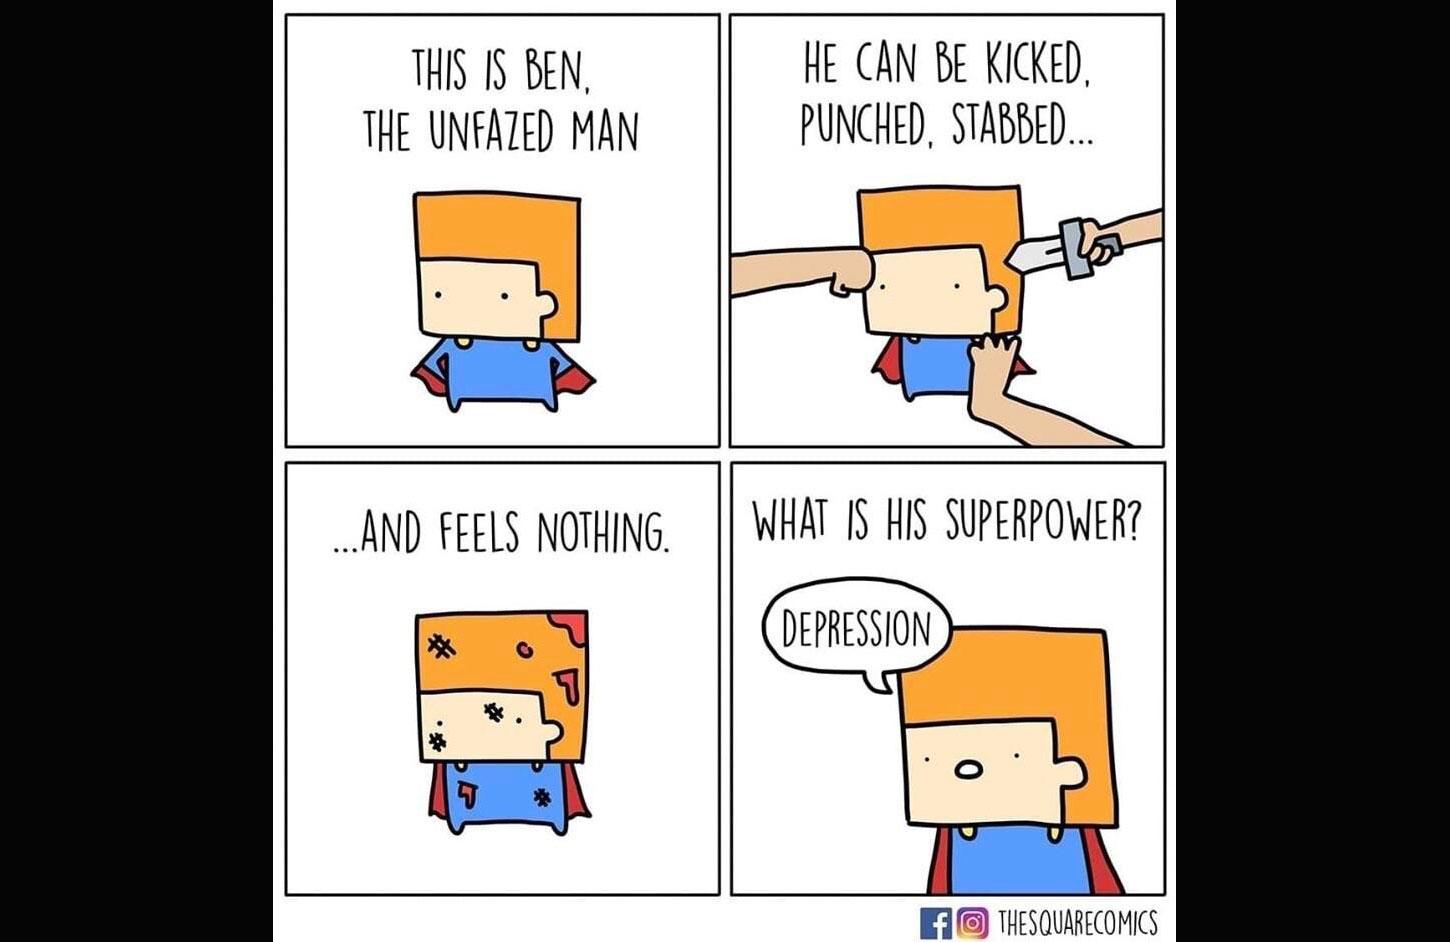 THIS IS BEN,
THE UNFAZED MAN
HE CAN BE KICKED,
PUNCHED, STABBED...
...AND FEELS NOTHING.
WHAT IS HIS SUPERPOWER?
DEPRESSION
THESQUARECOMICS